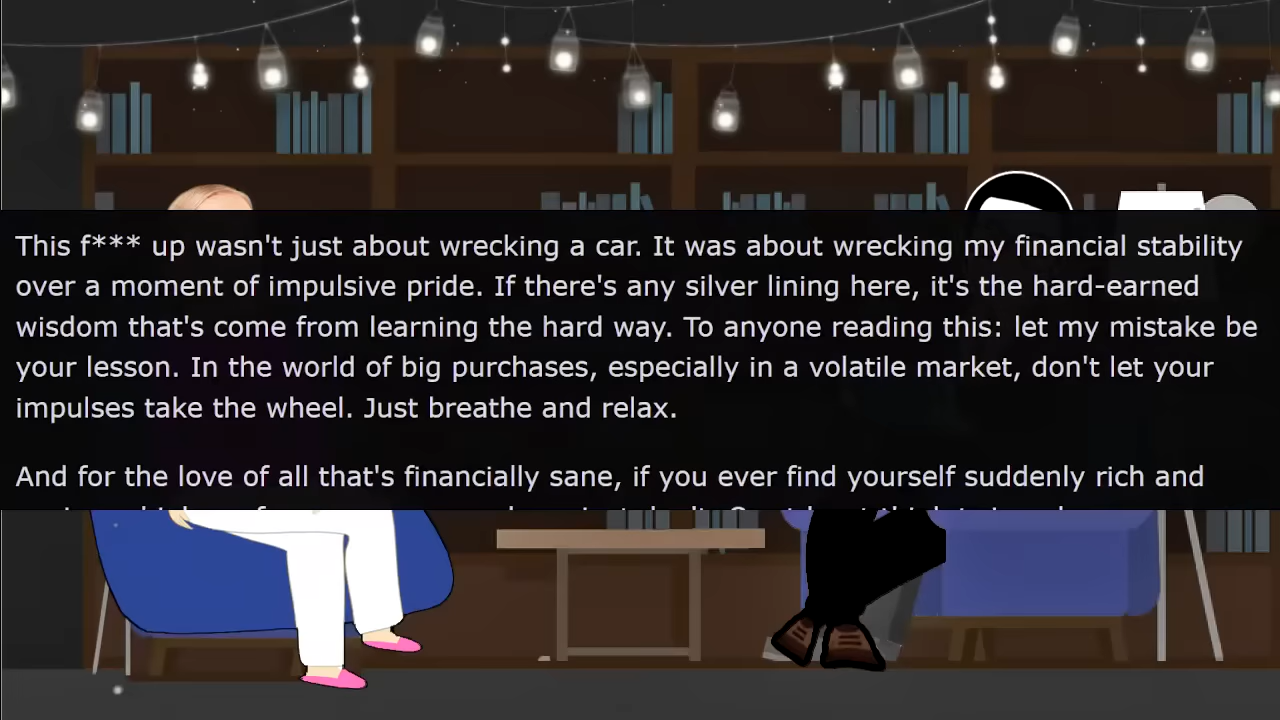 This f*** up wasn't just about wrecking a car. It was about wrecking my financial stability
over a moment of impulsive pride. If there's any silver lining here, it's the hard-earned
wisdom that's come from learning the hard way. To anyone reading this: let my mistake be
your lesson. In the world of big purchases, especially in a volatile market, don't let your
impulses take the wheel. Just breathe and relax.
And for the love of all that's financially sane, if you ever find yourself suddenly rich and